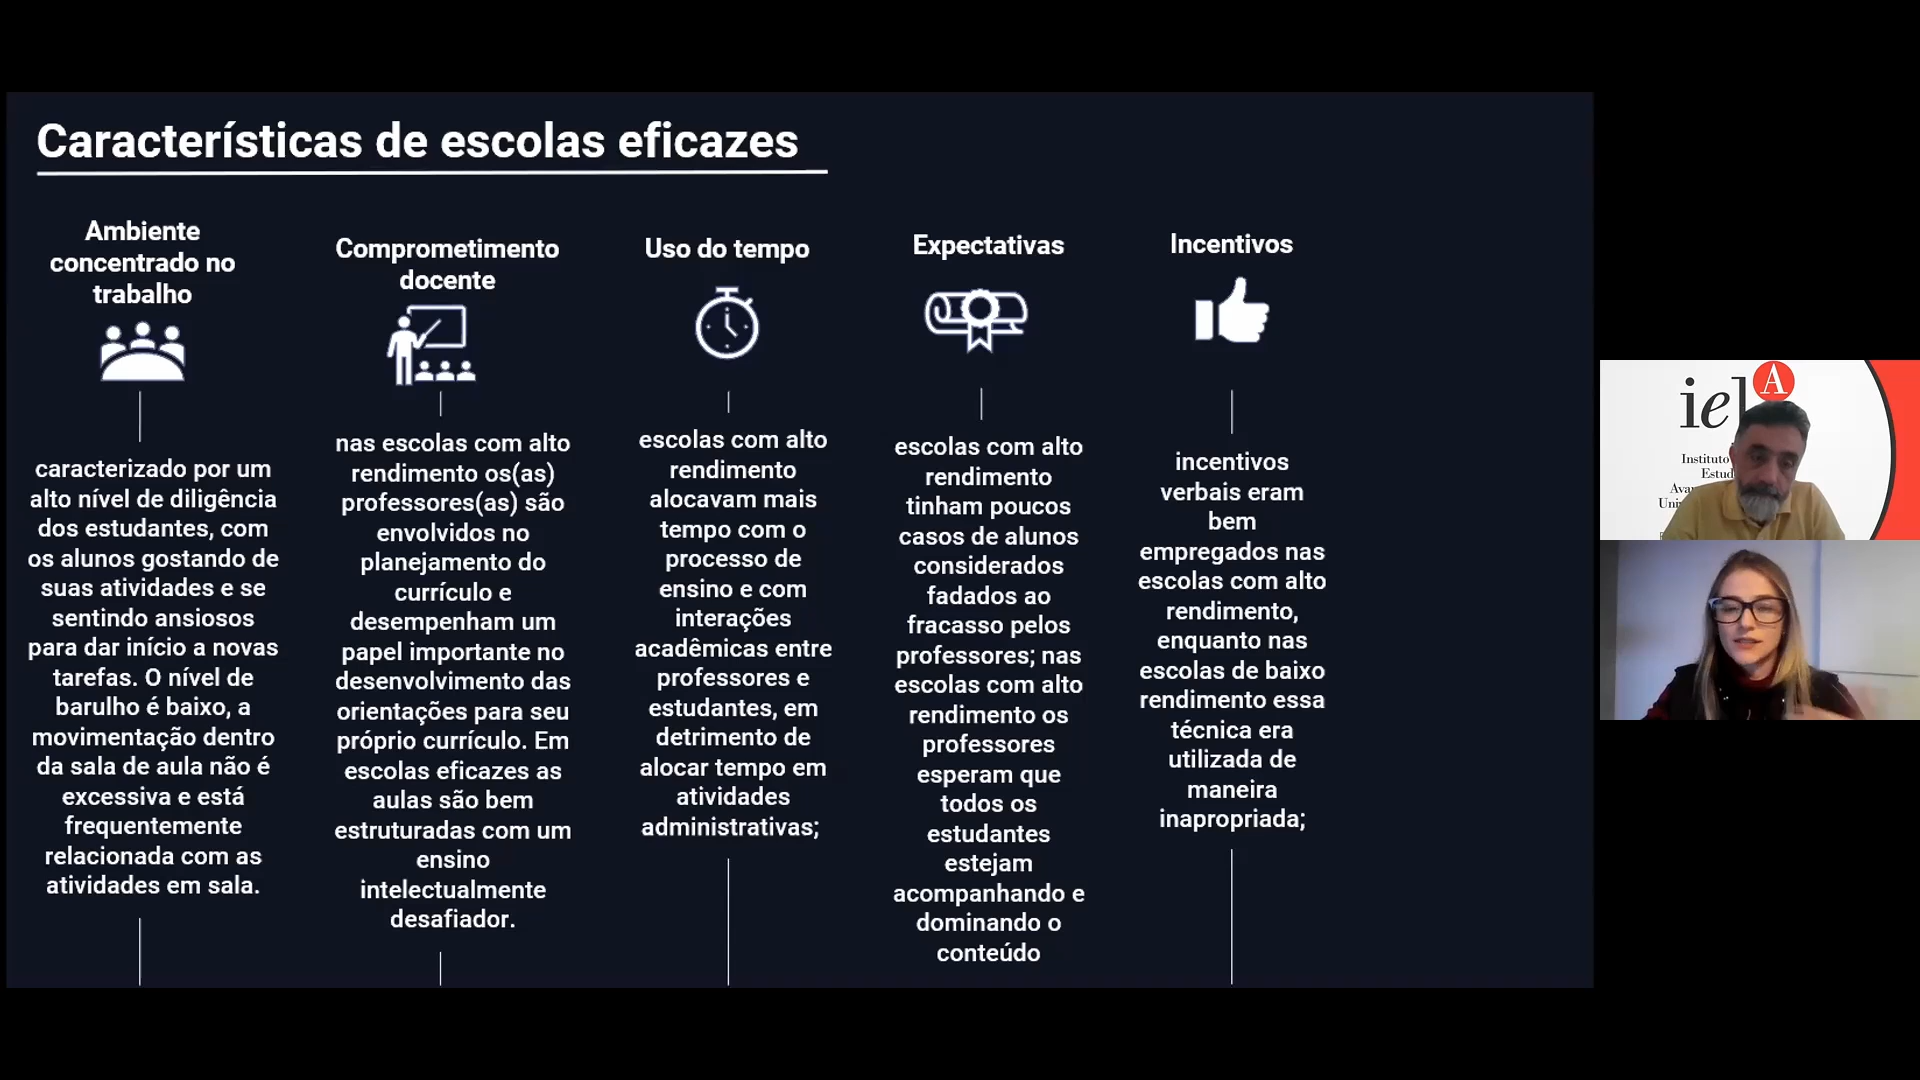 Características de escolas eficazes
Ambiente
concentrado no
trabalho
caracterizado por um
alto nível de diligência
dos estudantes, com
os alunos gostando de
suas atividades e se
sentindo ansiosos
para dar início a novas
tarefas. O nível de
barulho é baixo, a
movimentação dentro
da sala de aula não é
excessiva e está
frequentemente
relacionada com as
atividades em sala.
Comprometimento
docente
nas escolas com alto
rendimento os(as)
professores(as) são
envolvidos no
planejamento do
currículo e
desempenham um
papel importante no
desenvolvimento das
orientações para seu
próprio currículo. Em
escolas eficazes as
aulas são bem
estruturadas com um
ensino
intelectualmente
desafiador.
Uso do tempo
escolas com alto
rendimento
alocavam mais
tempo com o
processo de
ensino e com
interações
acadêmicas entre
professores e
estudantes, em
detrimento de
alocar tempo em
atividades
administrativas;
Expectativas
escolas com alto
rendimento
tinham poucos
casos de alunos
considerados
fadados ao
fracasso pelos
professores; nas
escolas com alto
rendimento os
professores
esperam que
todos os
estudantes
estejam
acompanhando e
dominando o
conteúdo
Incentivos
incentivos
verbais eram
bem
empregados nas
escolas com alto
rendimento,
enquanto nas
escolas de baixo
rendimento essa
técnica era
utilizada de
maneira
inapropriada;
A
Instituto